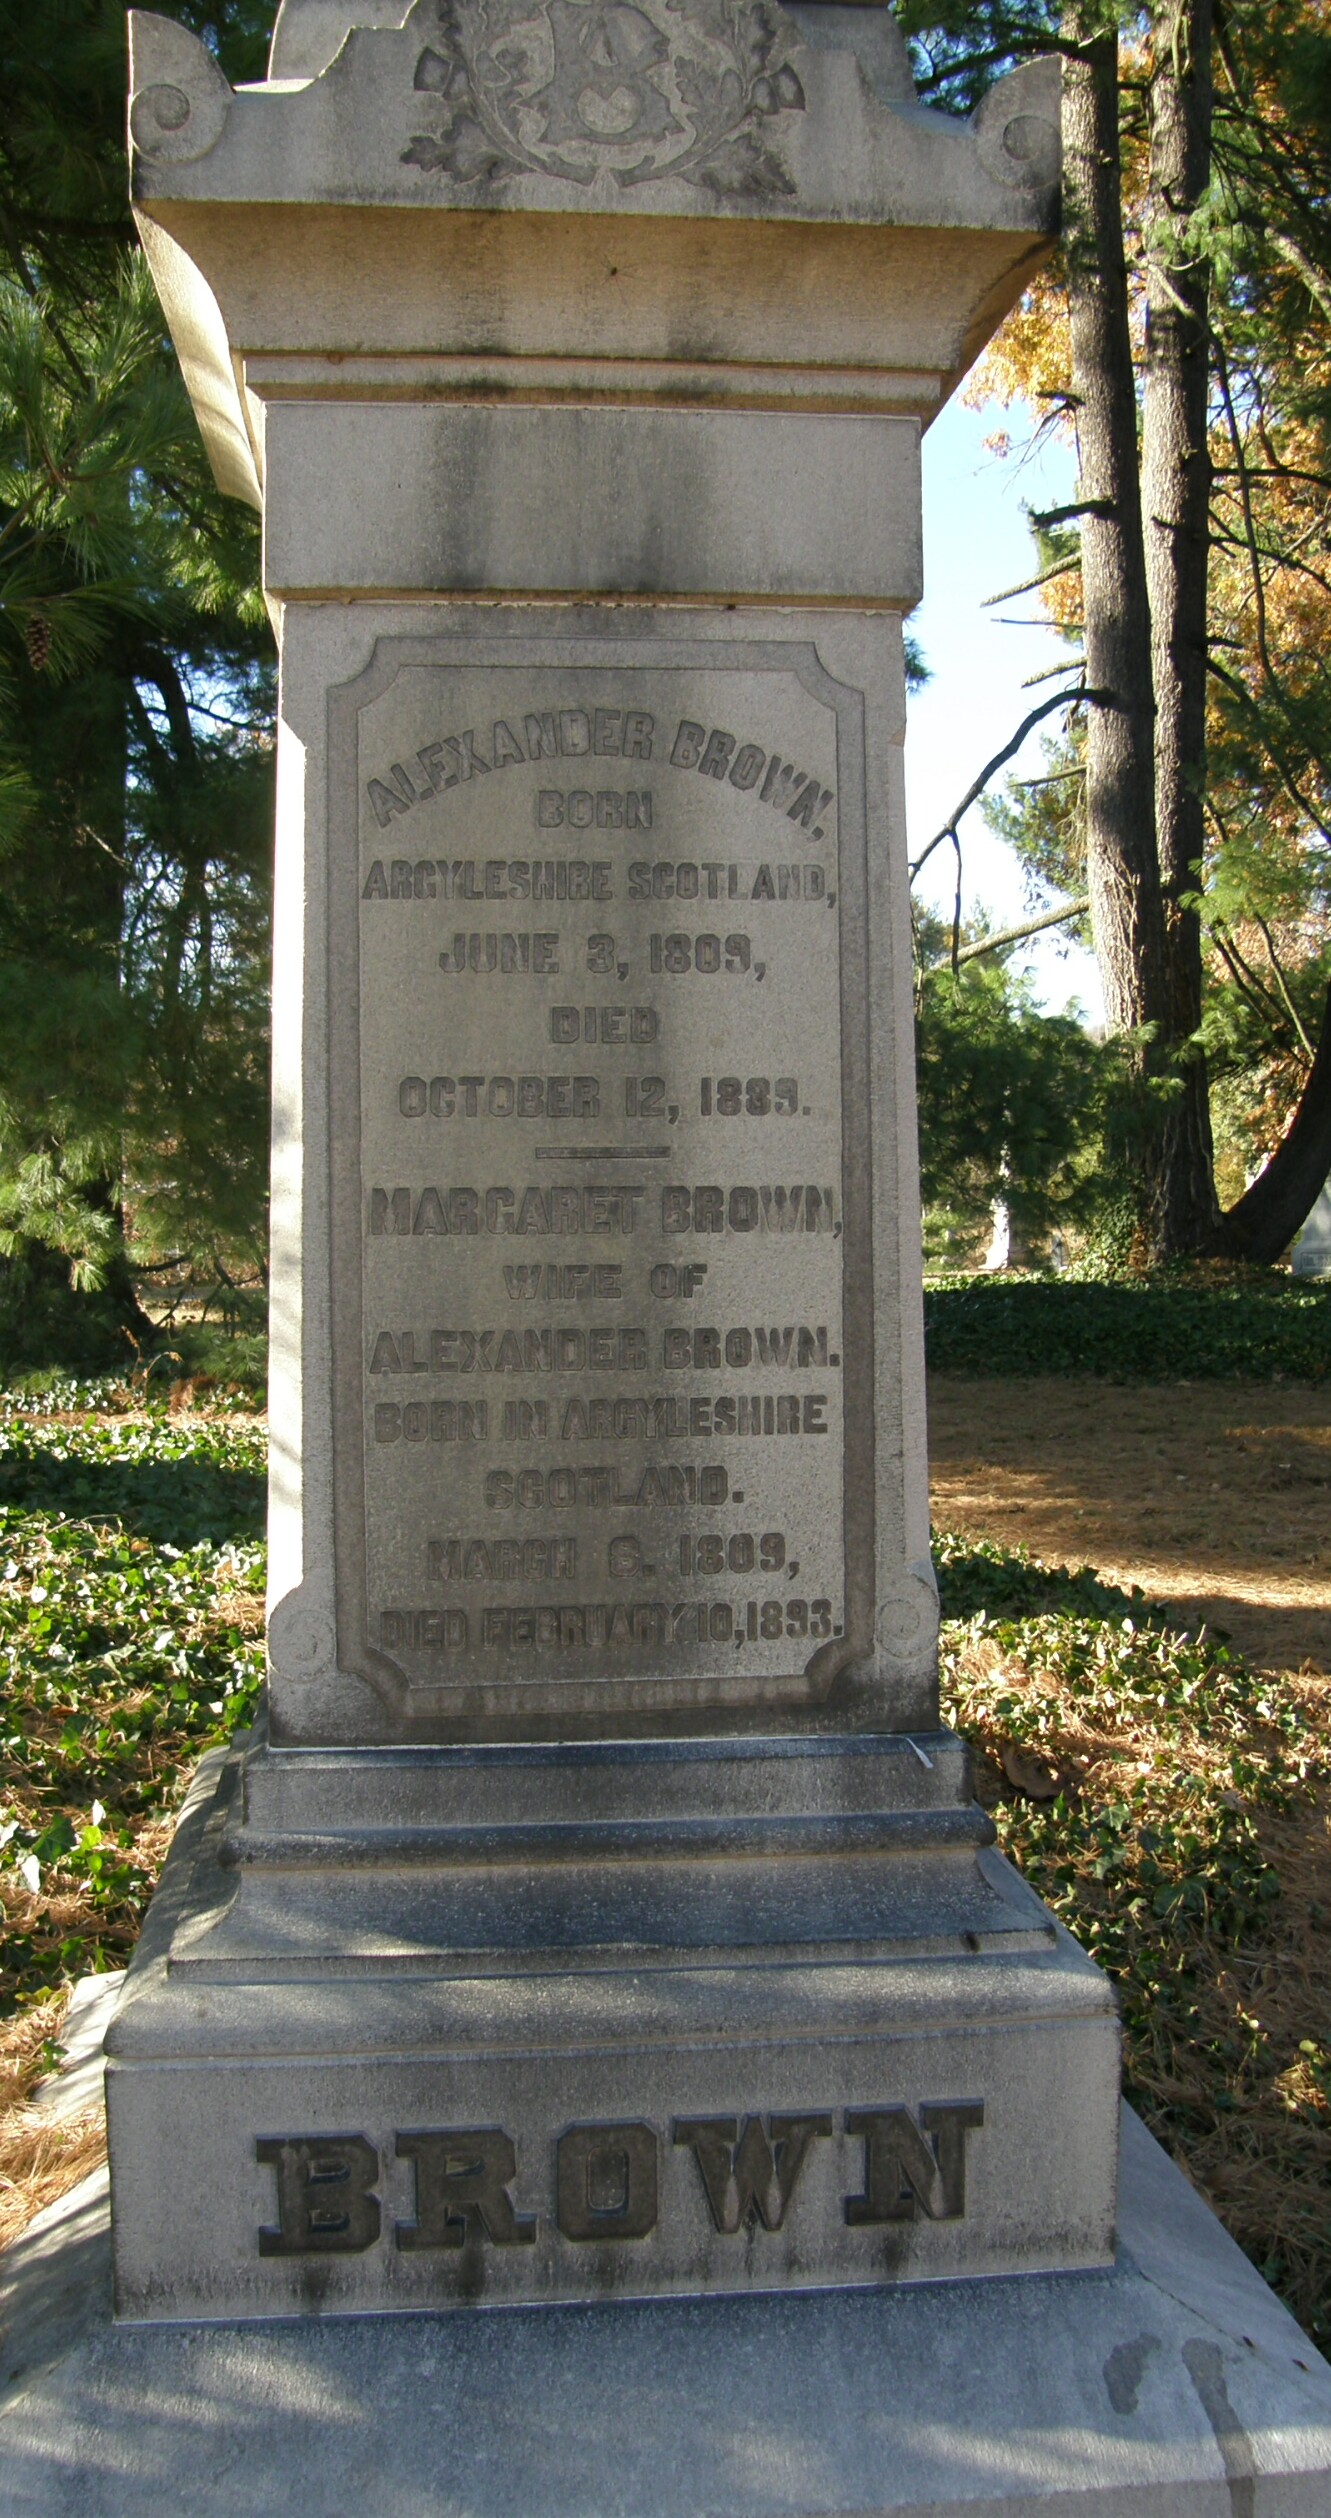 ALEXANDER BROWN,
BORN
ARGYLESHIRE SCOTLAND,
JUNE 3, 1809,
DIED
OCTOBER 12, 1889.
MARGARET BROWN,
WIFE OF
ALEXANDER BROWN.
BORN IN ARGYLESHIRE
SCOTLAND.
MARCH 6. 1809,
DIED FEBRUARY 10, 1893.
BROWN